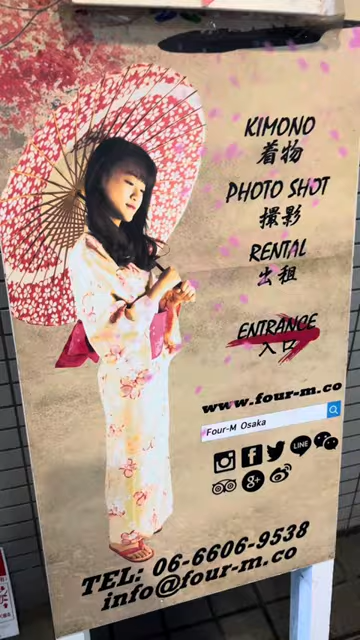 KIMONO
着物
PHOTO SHOT
撮影
RENTAL
出租
ENTRANCE
入口
www.four-m.co
Four-M Osaka
LINE
g+
TEL: 06-6606-9538
info@four-m.co